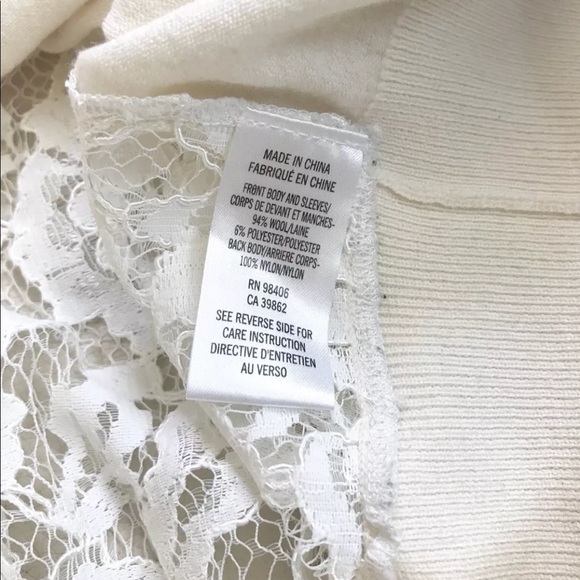 MADE IN CHINA
FABRIQUÉ EN CHINE
FRONT BODY AND SLEEVES/
CORPS DE DEVANT ET MANCHES-
94% WOOL/LAINE
6% POLYESTER/POLYESTER
BACK BODY/ARRIERE CORPS-
100% NYLON/NYLON
RN 98406
CA 39862
SEE REVERSE SIDE FOR
CARE INSTRUCTION
DIRECTIVE D'ENTRETIEN
AU VERSO